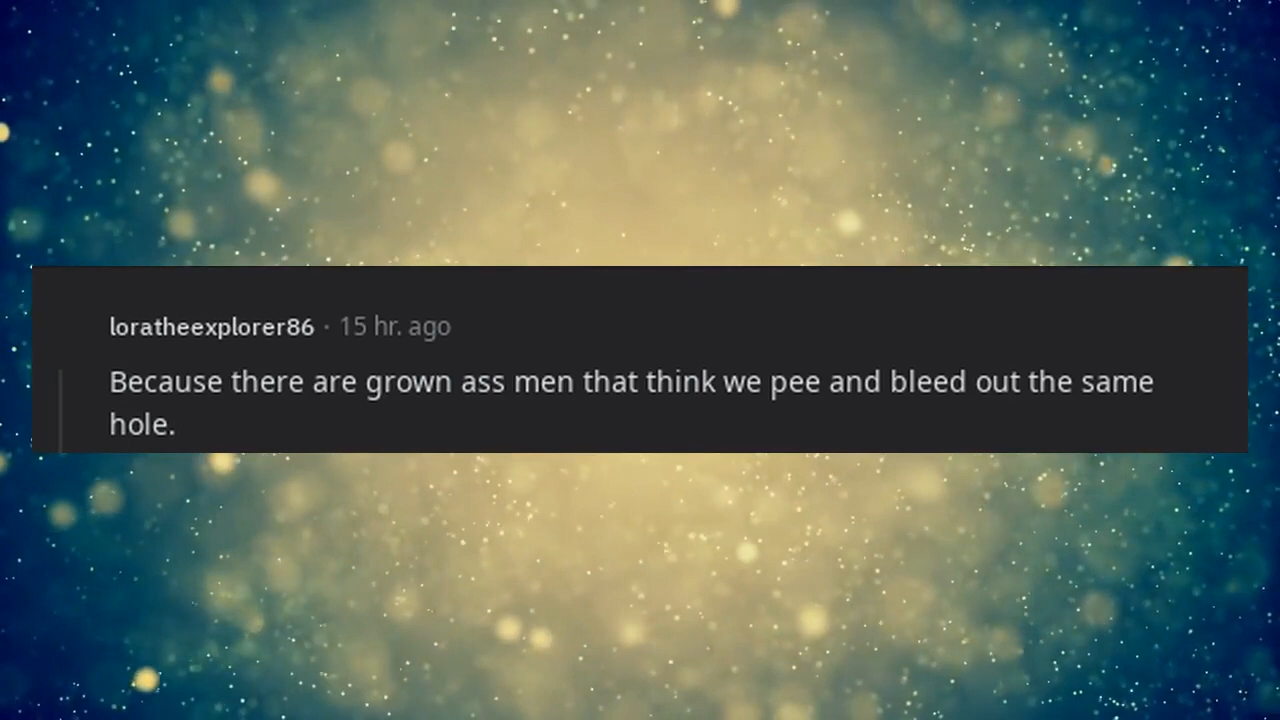 loratheexplorer86 · 15 hr. ago
Because there are grown ass men that think we pee and bleed out the same
hole.